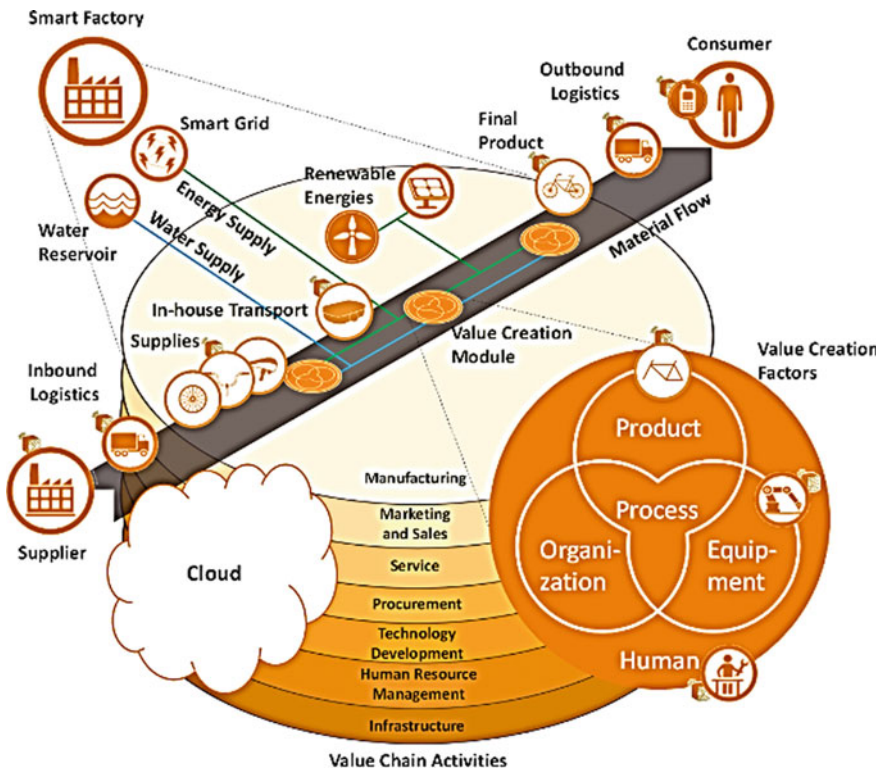 Smart Factory
Consumer
Outbound
Logistics
Final
Product
Smart Grid
Renewable
Energies
Energy Supply
Water Supply
Water
Reservoir
Material Flow
In-house Transport
Supplies
Value Creation
Module
Value Creation
Factors
Inbound
Logistics
Product
Process
Organi-
zation
Equip-
ment
Human
Supplier
Cloud
Manufacturing
Marketing
and Sales
Service
Procurement
Technology
Development
Human Resource
Management
Infrastructure
Value Chain Activities